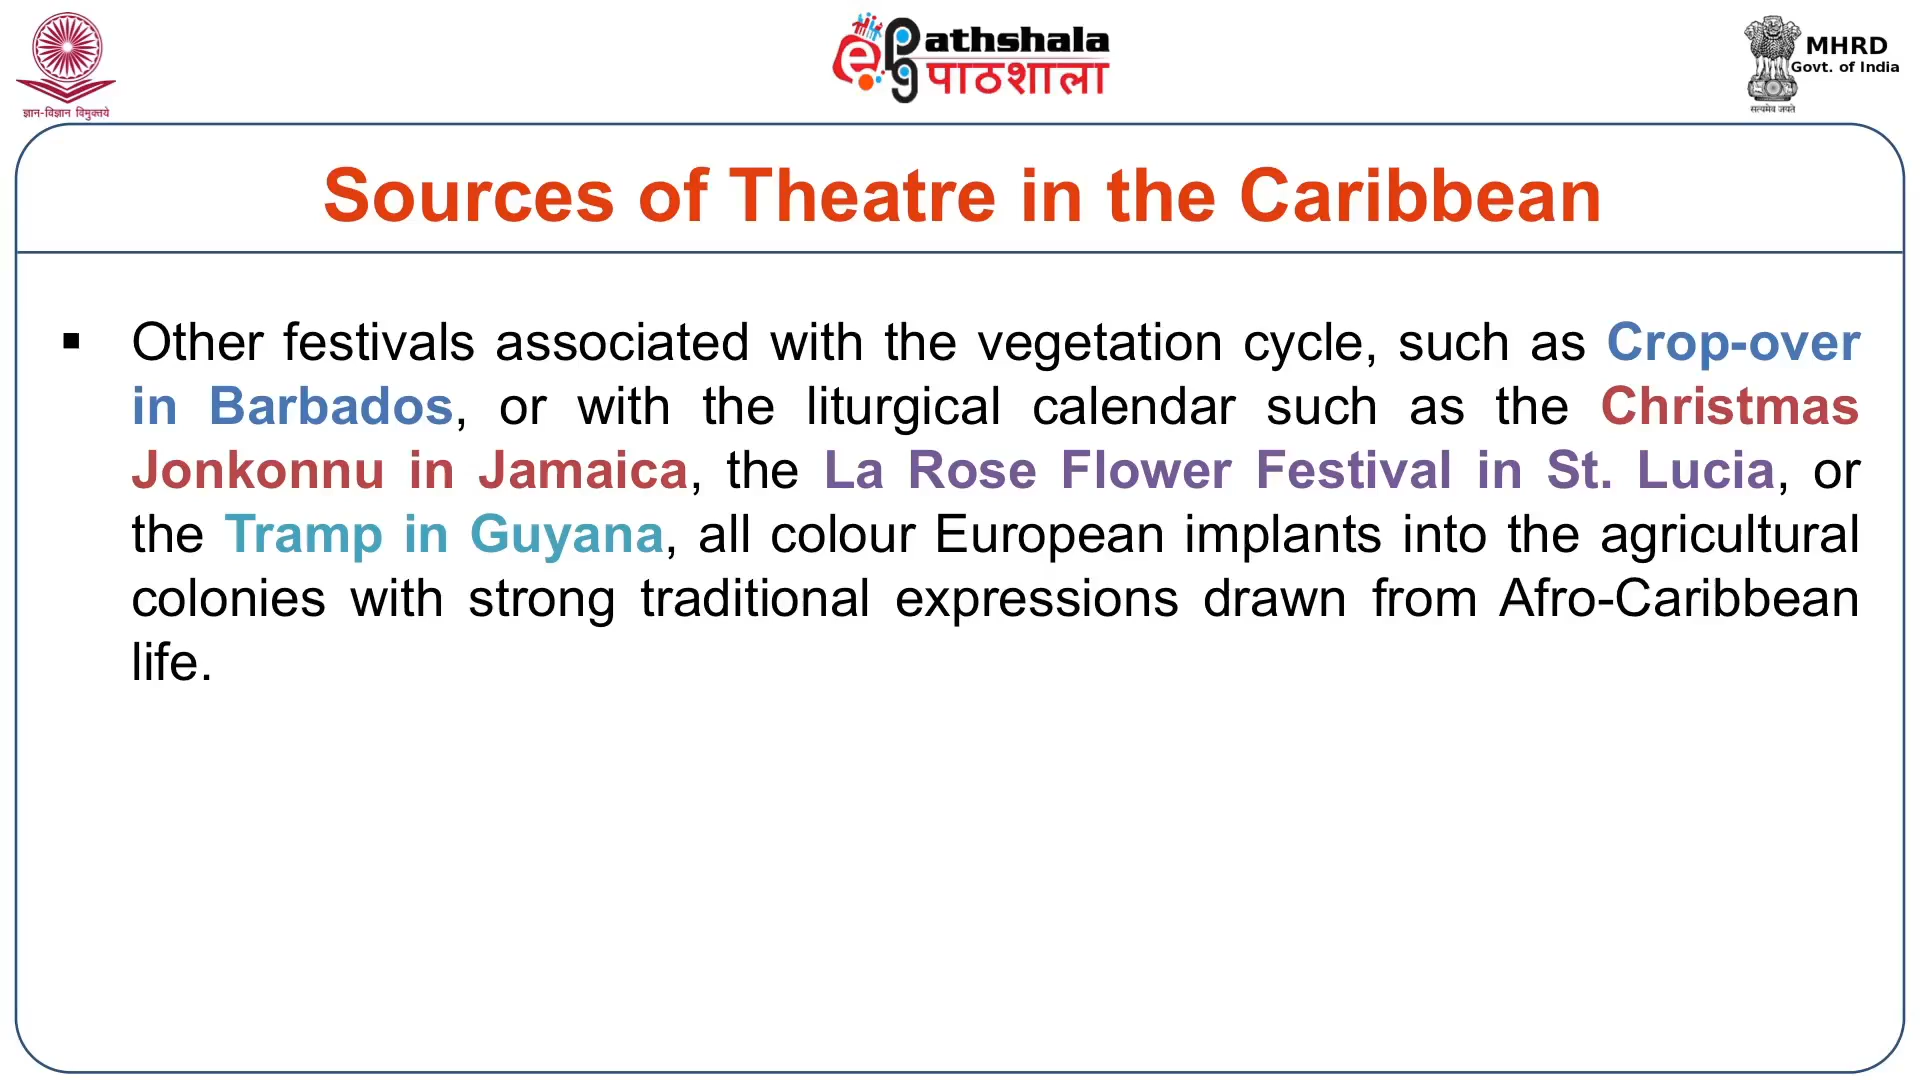 ज्ञान-विज्ञान विमुक्तये
e pg Pathshala
पाठशाला
MHRD
Govt. of India
सत्यमेव जयते
Sources of Theatre in the Caribbean
▪ Other festivals associated with the vegetation cycle, such as Crop-over
in Barbados, or with the liturgical calendar such as the Christmas
Jonkonnu in Jamaica, the La Rose Flower Festival in St. Lucia, or
the Tramp in Guyana, all colour European implants into the agricultural
colonies with strong traditional expressions drawn from Afro-Caribbean
life.